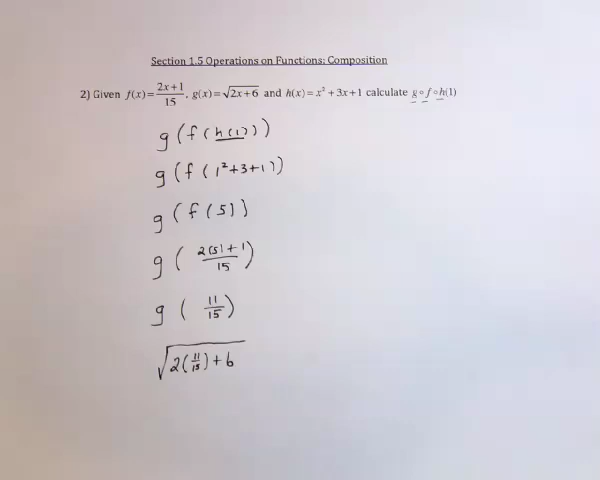 Section 1.5 Operations on Functions: Composition
2) Given f(x)=(2x+1)/15, g(x)=√(2x+6) and h(x)=x²+3x+1 calculate g∘f∘h(1)
g(f(h(1)))
g(f(1²+3+1))
g(f(5))
g((2(5)+1)/15)
g(11/15)
√(2(11/15)+6)